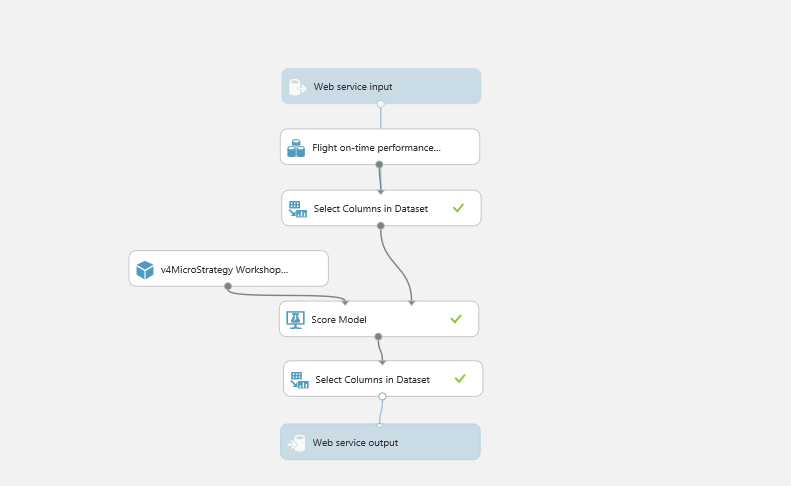 Web service input
Flight on-time performance...
Select Columns in Dataset
v4MicroStrategy Workshop...
Score Model
Select Columns in Dataset
Web service output